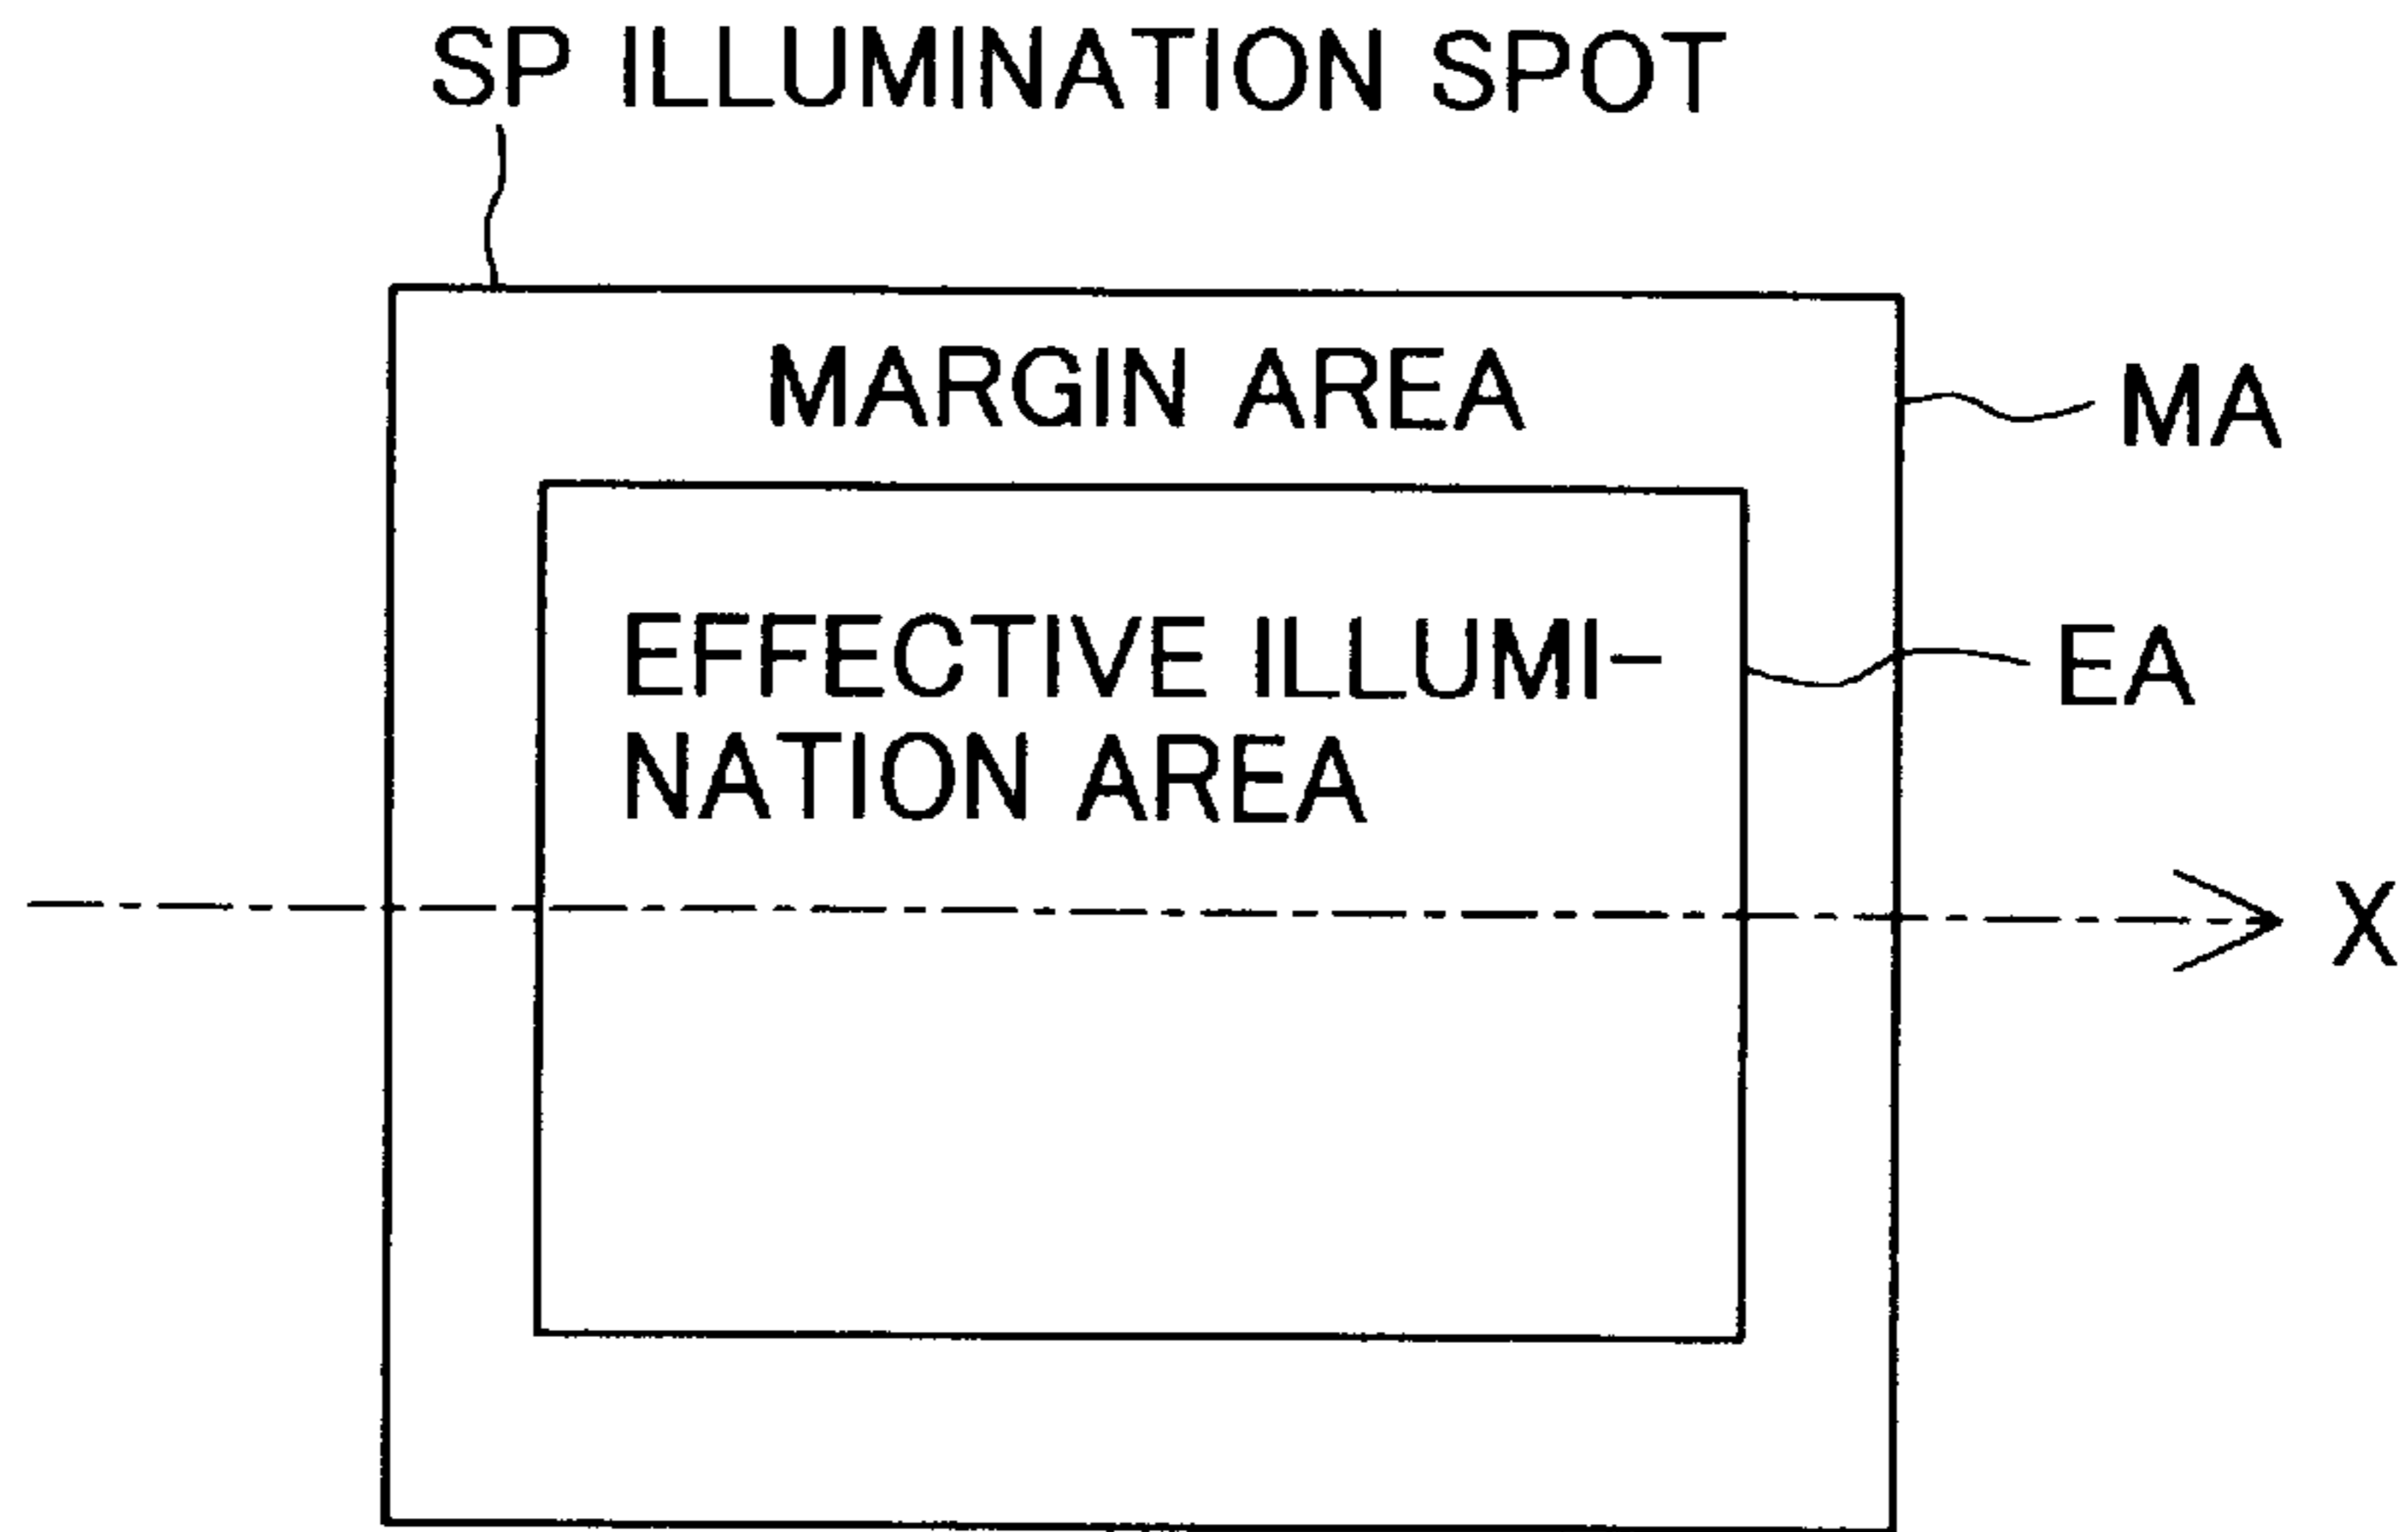 SP ILLUMINATION SPOT
MARGIN AREA
MA
EFFECTIVE ILLUMI-
NATION AREA
EA
X